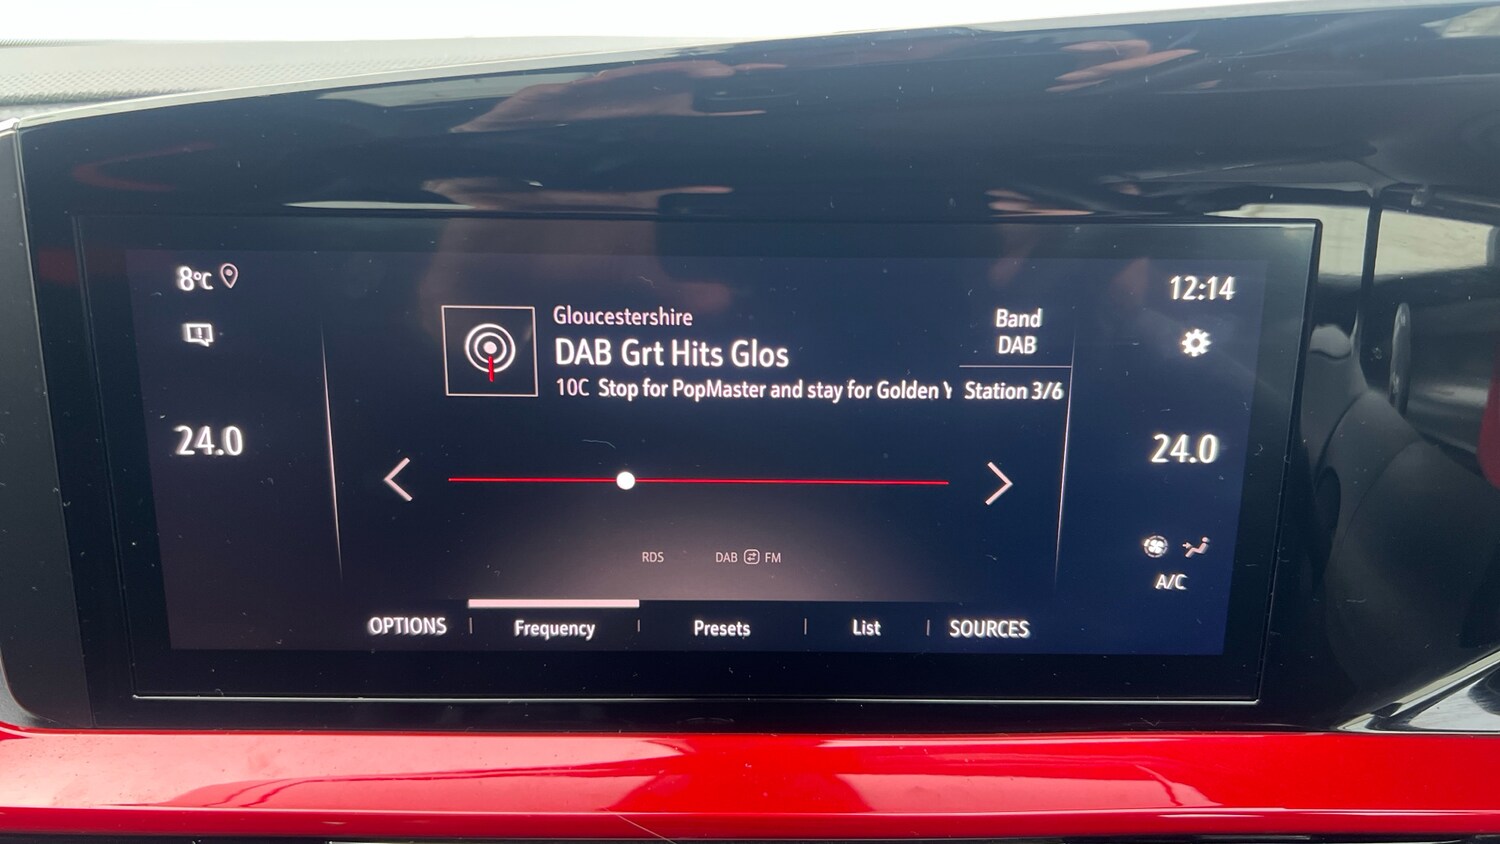 8°C
12:14
Gloucestershire
DAB Grt Hits Glos
10C Stop for PopMaster and stay for Golden Y
Band
DAB
Station 3/6
24.0
24.0
RDS
DAB FM
A/C
OPTIONS
Frequency
Presets
List
SOURCES